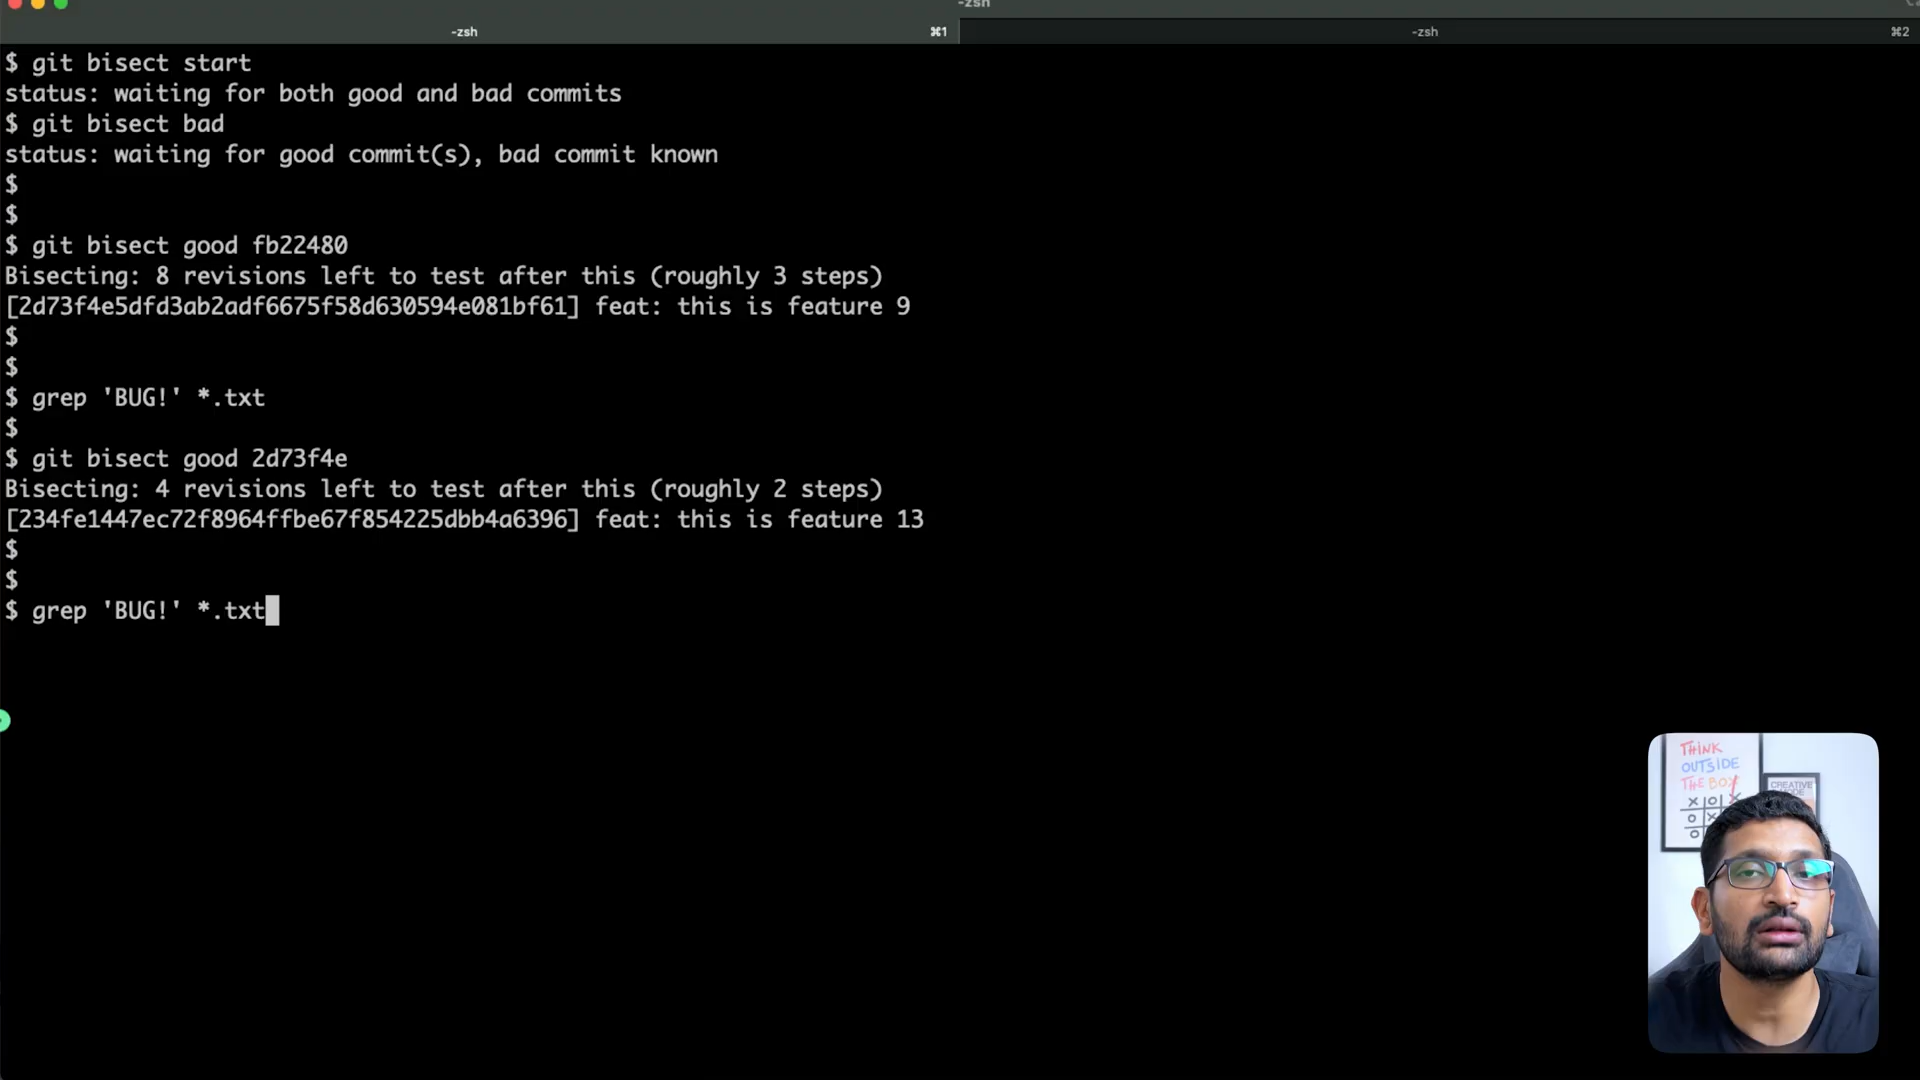 -zsh
-zsh ⌘1 -zsh ⌘2
$ git bisect start
status: waiting for both good and bad commits
$ git bisect bad
status: waiting for good commit(s), bad commit known
$
$
$ git bisect good fb22480
Bisecting: 8 revisions left to test after this (roughly 3 steps)
[2d73f4e5dfd3ab2adf6675f58d630594e081bf61] feat: this is feature 9
$
$
$ grep 'BUG!' *.txt
$
$ git bisect good 2d73f4e
Bisecting: 4 revisions left to test after this (roughly 2 steps)
[234fe1447ec72f8964ffbe67f854225dbb4a6396] feat: this is feature 13
$
$
$ grep 'BUG!' *.txt
THINK
OUTSIDE
THE BOX
CREATIVE
X O X
O X
O